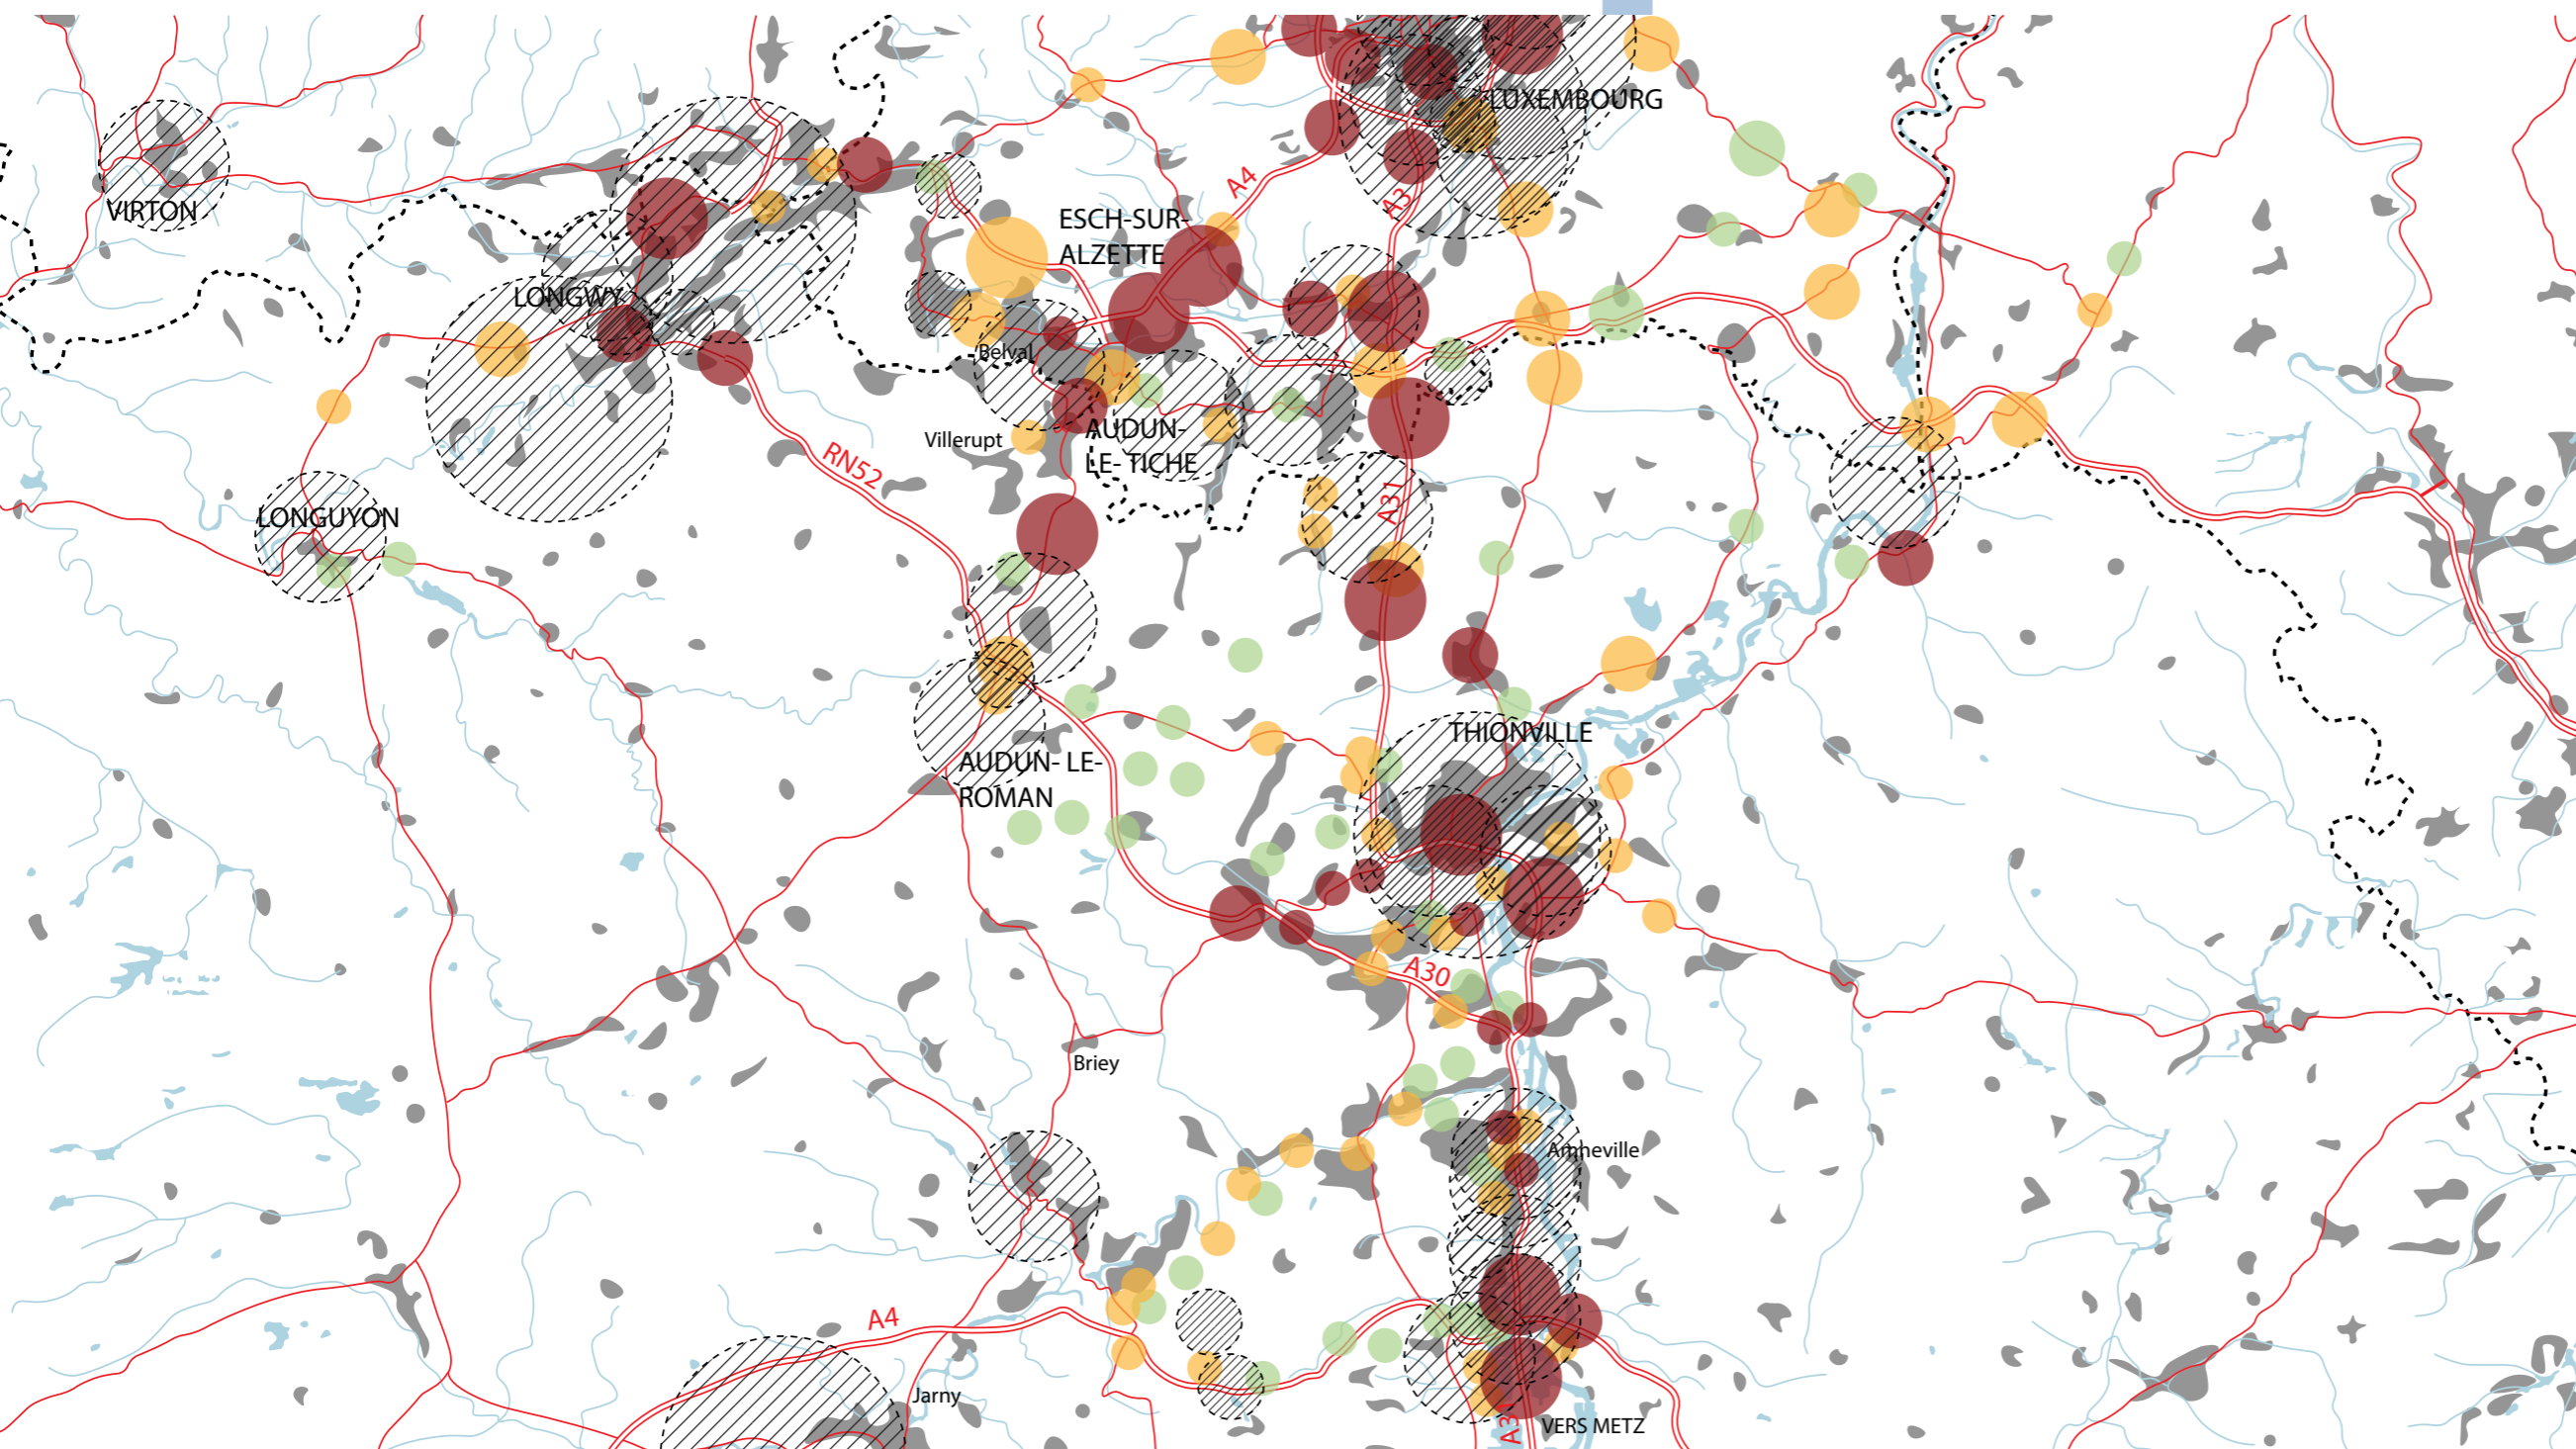 LUXEMBOURG
A4
A3
VIRTON
ESCH-SUR-
ALZETTE
LONGWY
Belval
Villerupt
AUDUN-
LE- TICHE
RN52
A31
LONGUYON
THIONVILLE
AUDUN- LE-
ROMAN
A30
Briey
Amneville
A4
Jarny
A31
VERS METZ